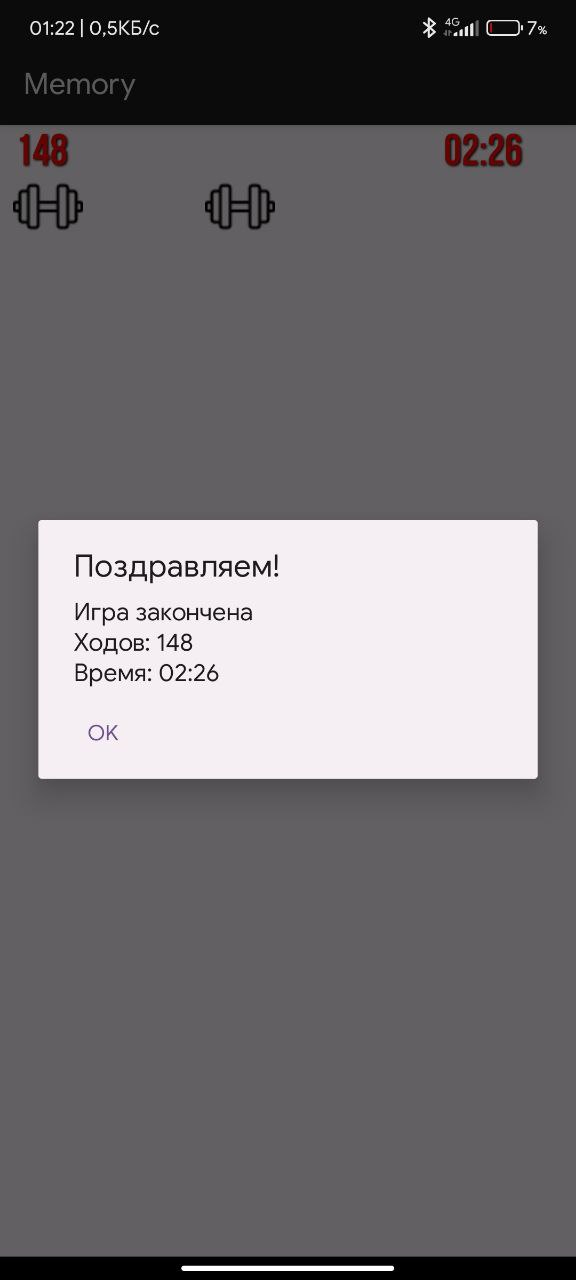 01:22 | 0,5КБ/с 4G 7%
Memory
148 02:26
Поздравляем!
Игра закончена
Ходов: 148
Время: 02:26
OK